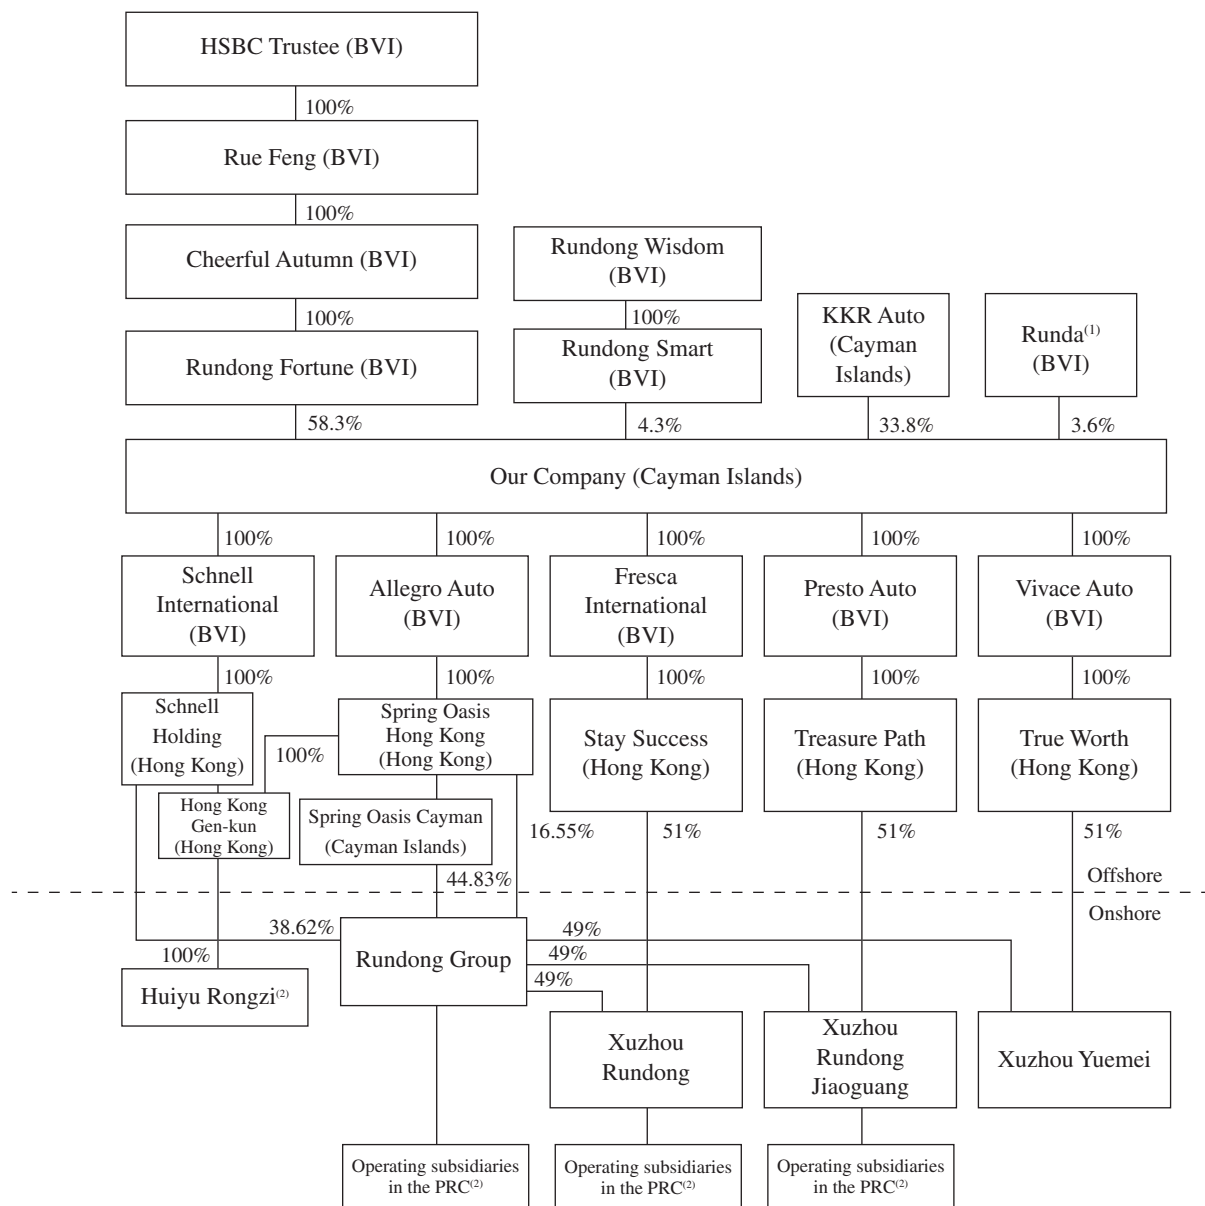 HSBC Trustee (BVI)
100%
Rue Feng (BVI)
100%
Cheerful Autumn (BVI)
Rundong Wisdom
(BVI)
100%
100%
Rundong Fortune (BVI)
Rundong Smart
(BVI)
KKR Auto
(Cayman
Islands)
Runda(1)
(BVI)
58.3%
4.3%
33.8%
3.6%
Our Company (Cayman Islands)
100%
100%
100%
100%
100%
Schnell
International
(BVI)
Allegro Auto
(BVI)
Fresca
International
(BVI)
Presto Auto
(BVI)
Vivace Auto
(BVI)
100%
100%
100%
100%
100%
Schnell
Holding
(Hong Kong)
100%
Spring Oasis
Hong Kong
(Hong Kong)
Stay Success
(Hong Kong)
Treasure Path
(Hong Kong)
True Worth
(Hong Kong)
Hong Kong
Gen-kun
(Hong Kong)
Spring Oasis Cayman
(Cayman Islands)
16.55%
51%
51%
51%
44.83%
Offshore
Onshore
38.62%
100%
Rundong Group
49%
49%
49%
Huiyu Rongzi(2)
Xuzhou
Rundong
Xuzhou
Rundong
Jiaoguang
Xuzhou Yuemei
Operating subsidiaries
in the PRC(2)
Operating subsidiaries
in the PRC(2)
Operating subsidiaries
in the PRC(2)